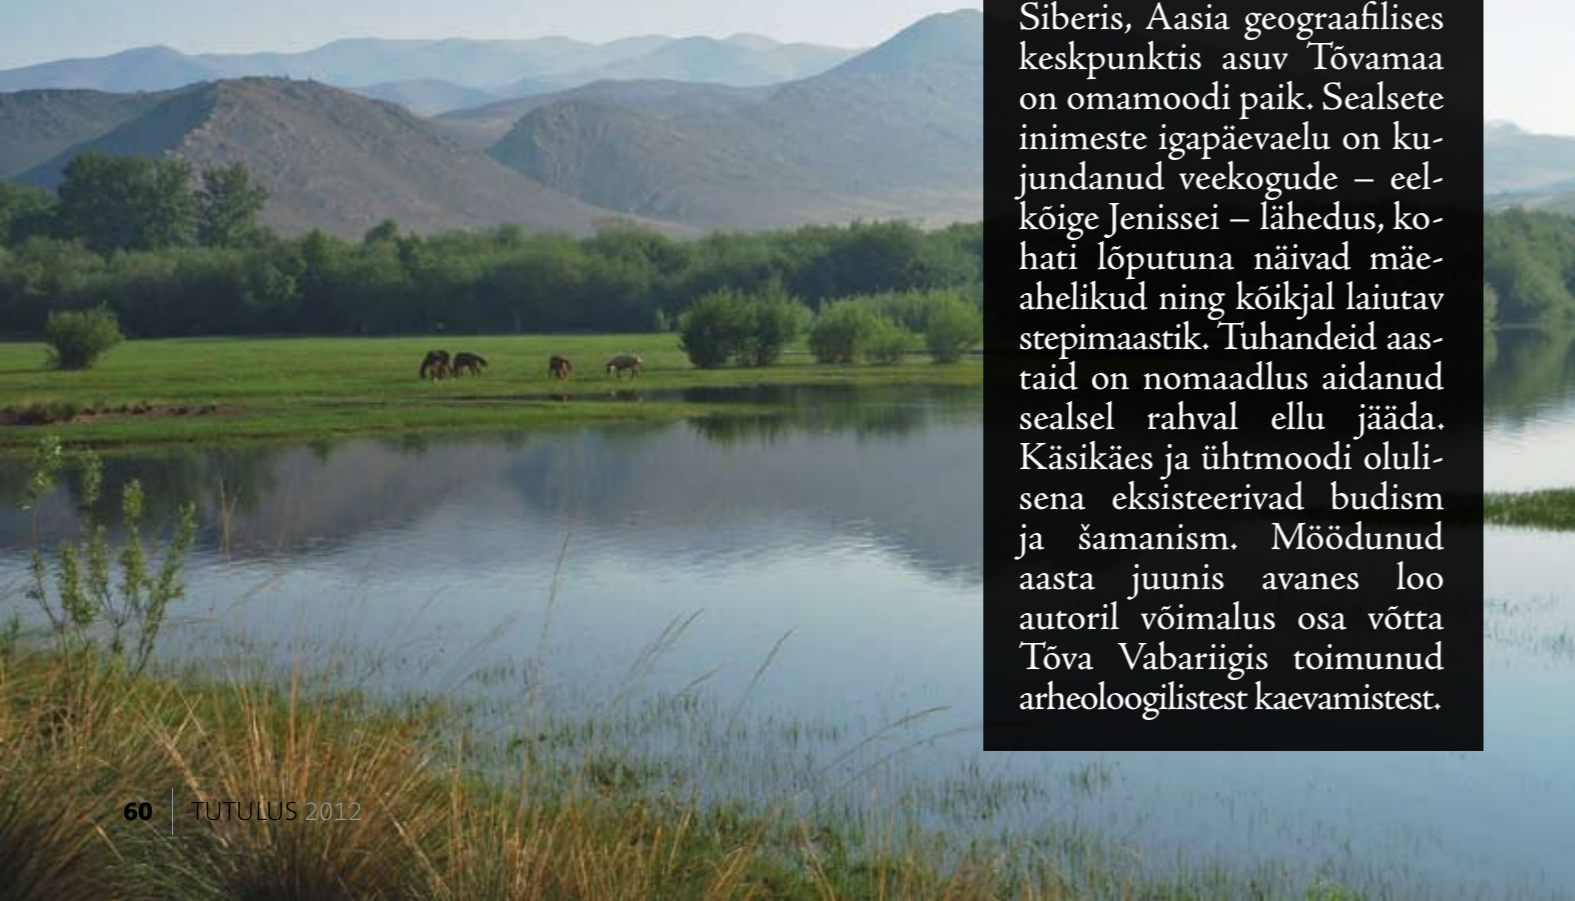 Siberis, Aasia geograafilises
keskpunktis asuv Tõvamaa
on omamoodi paik. Sealsete
inimeste igapäevaelu on ku-
jundanud veekogude – eel-
kõige Jenissei – lähedus, ko-
hati lõputuna näivad mäe-
ahelikud ning kõikjal laiutav
stepimaastik. Tuhandeid aas-
taid on nomaadlus aidanud
sealsel rahval ellu jääda.
Käsikäes ja ühtmoodi oluli-
sena eksisteerivad budism
ja šamanism. Möödunud
aasta juunis avanes loo
autoril võimalus osa võtta
Tõva Vabariigis toimunud
arheoloogilistest kaevamistest.
60 | TUTULUS 2012